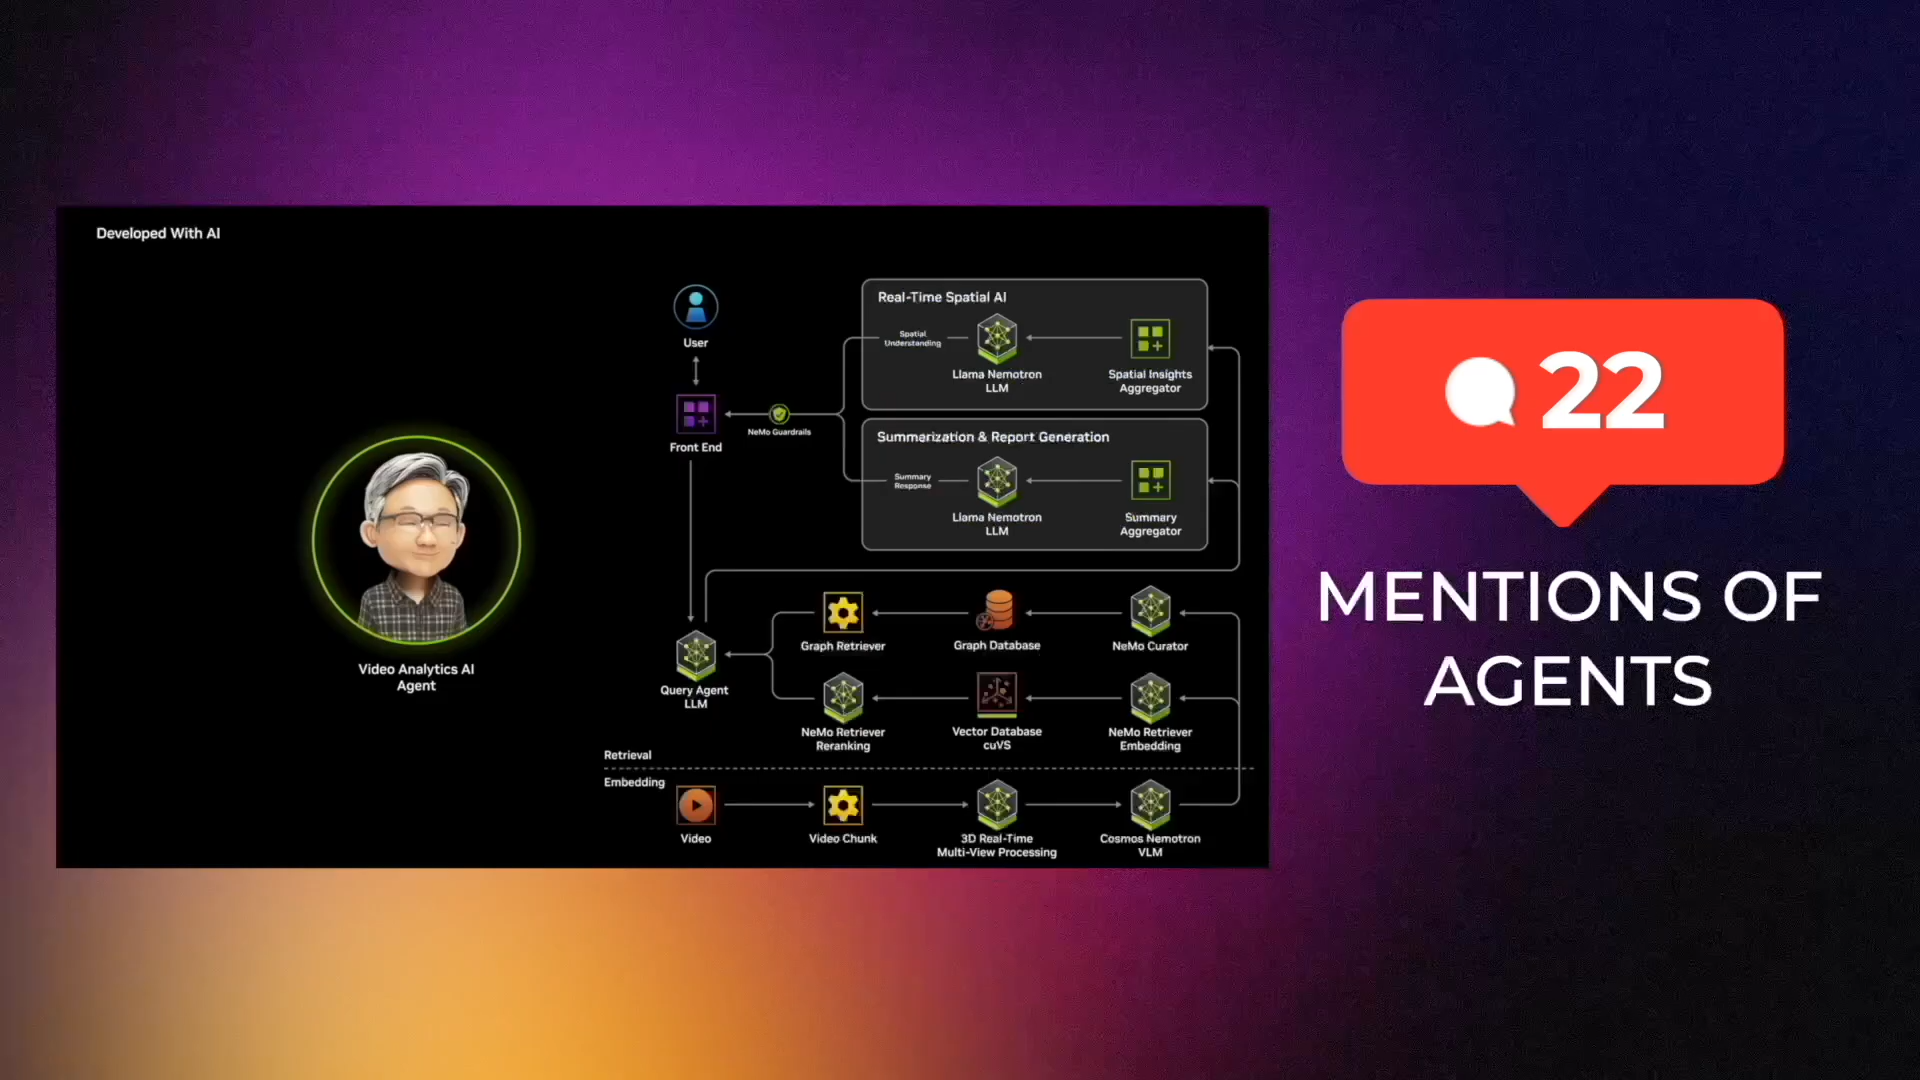 Developed With AI
Video Analytics AI
Agent
User
Front End
NeMo Guardrails
Real-Time Spatial AI
Spatial
Understanding
Llama Nemotron
LLM
Spatial Insights
Aggregator
Summarization & Report Generation
Summary
Response
Llama Nemotron
LLM
Summary
Aggregator
Query Agent
LLM
Graph Retriever
Graph Database
NeMo Curator
NeMo Retriever
Reranking
Vector Database
cuVS
NeMo Retriever
Embedding
Retrieval
Embedding
Video
Video Chunk
3D Real-Time
Multi-View Processing
Cosmos Nemotron
VLM
22
MENTIONS OF
AGENTS